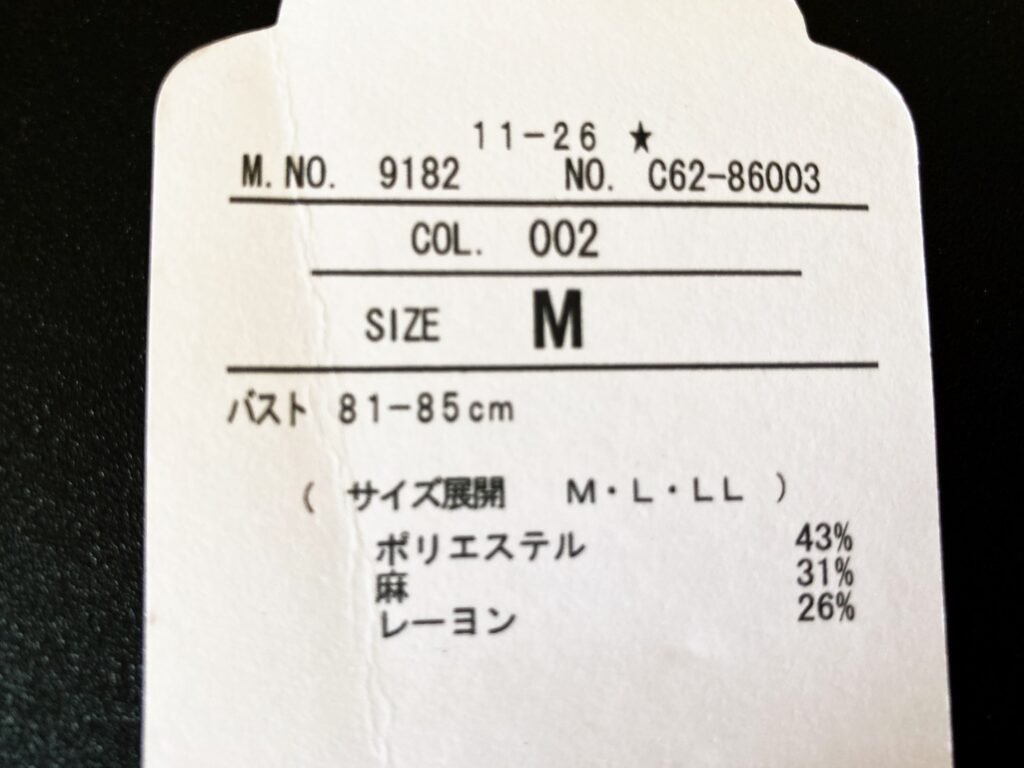 11-26 ★
M.NO. 9182 NO. C62-86003
COL. 002
SIZE M
バスト 81-85cm
( サイズ展開 M・L・LL )
ポリエステル 43%
麻 31%
レーヨン 26%